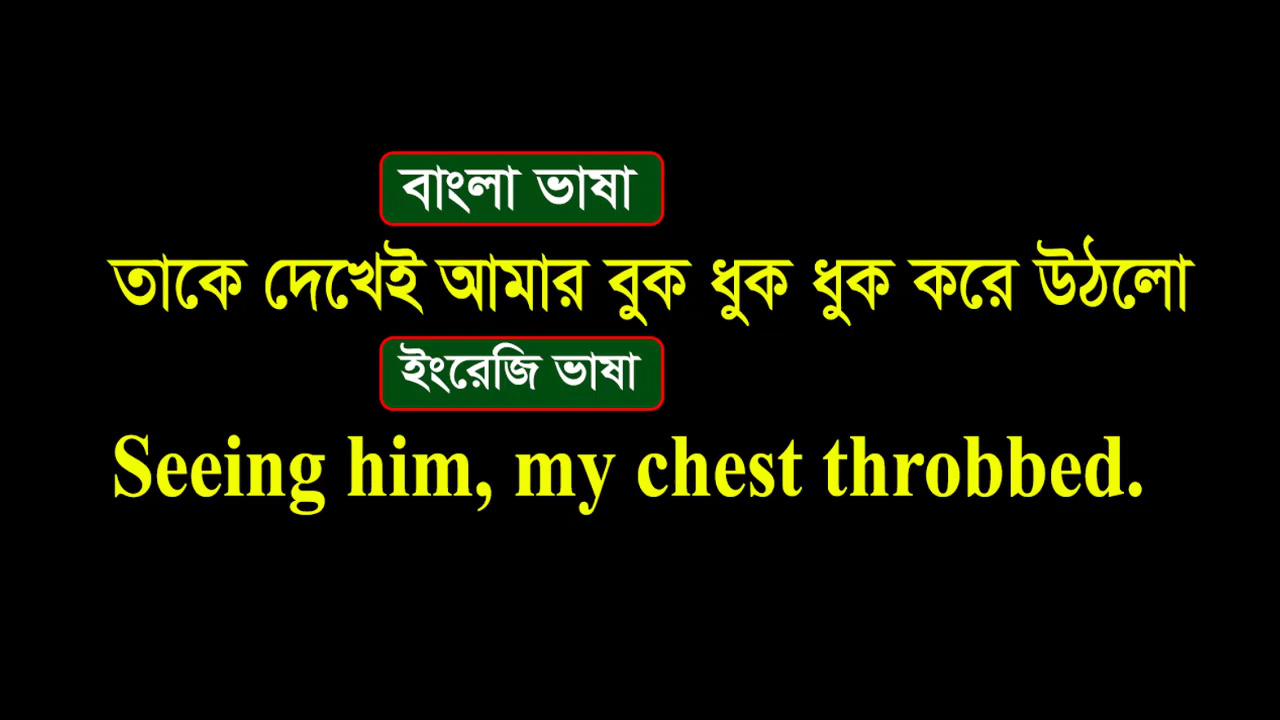 বাংলা ভাষা
তাকে দেখেই আমার বুক ধুক ধুক করে উঠলো
ইংরেজি ভাষা
Seeing him, my chest throbbed.